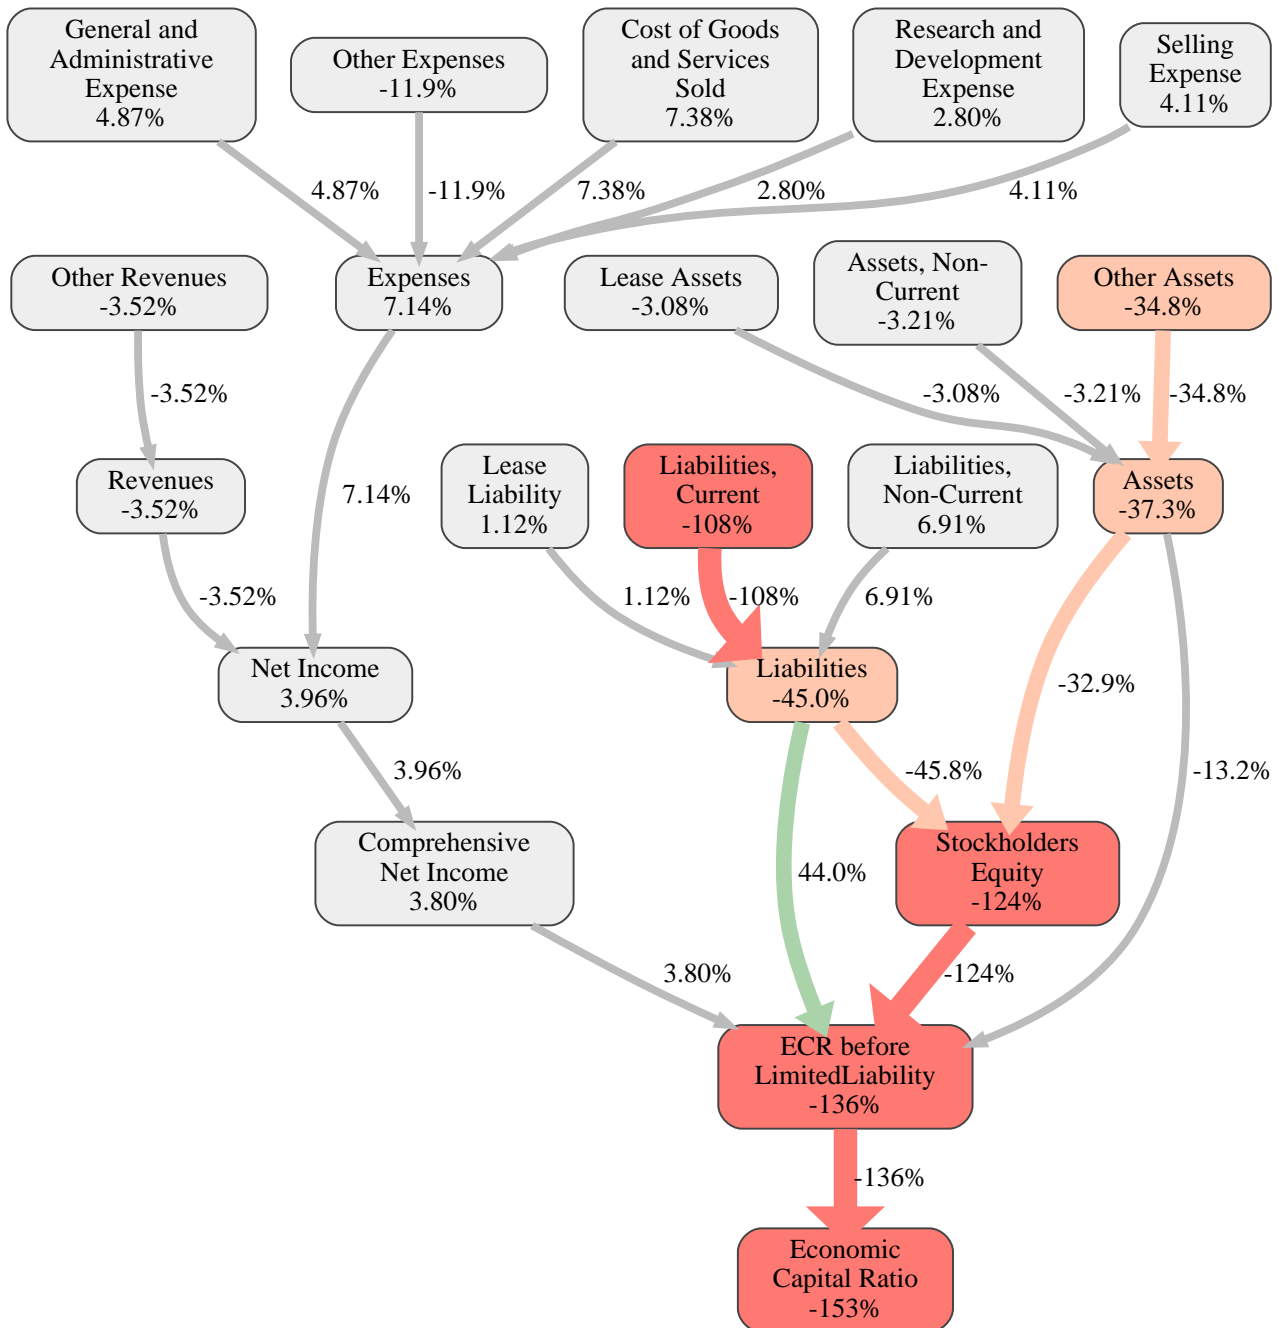 General and
Administrative
Expense
4.87%
Other Expenses
-11.9%
Cost of Goods
and Services
Sold
7.38%
Research and
Development
Expense
2.80%
Selling
Expense
4.11%
4.87%
-11.9%
7.38%
2.80%
4.11%
Other Revenues
-3.52%
Expenses
7.14%
Lease Assets
-3.08%
Assets, Non-
Current
-3.21%
Other Assets
-34.8%
-3.52%
-3.08%
-3.21%
-34.8%
Revenues
-3.52%
7.14%
Lease
Liability
1.12%
Liabilities,
Current
-108%
Liabilities,
Non-Current
6.91%
Assets
-37.3%
-3.52%
1.12%
-108%
6.91%
Net Income
3.96%
Liabilities
-45.0%
-32.9%
3.96%
-45.8%
-13.2%
Comprehensive
Net Income
3.80%
44.0%
Stockholders
Equity
-124%
3.80%
-124%
ECR before
LimitedLiability
-136%
-136%
Economic
Capital Ratio
-153%